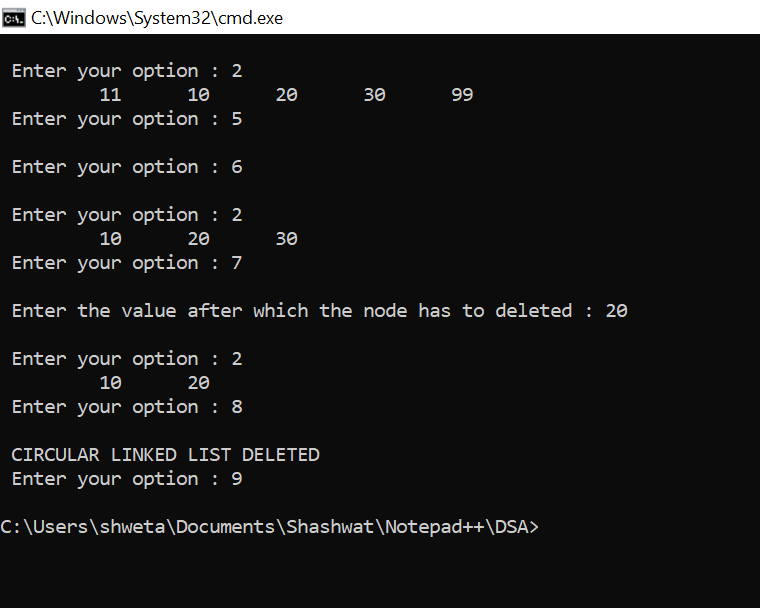 C:\Windows\System32\cmd.exe
Enter your option : 2
11 10 20 30 99
Enter your option : 5
Enter your option : 6
Enter your option : 2
10 20 30
Enter your option : 7
Enter the value after which the node has to deleted : 20
Enter your option : 2
10 20
Enter your option : 8
CIRCULAR LINKED LIST DELETED
Enter your option : 9
C:\Users\shweta\Documents\Shashwat\Notepad++\DSA>